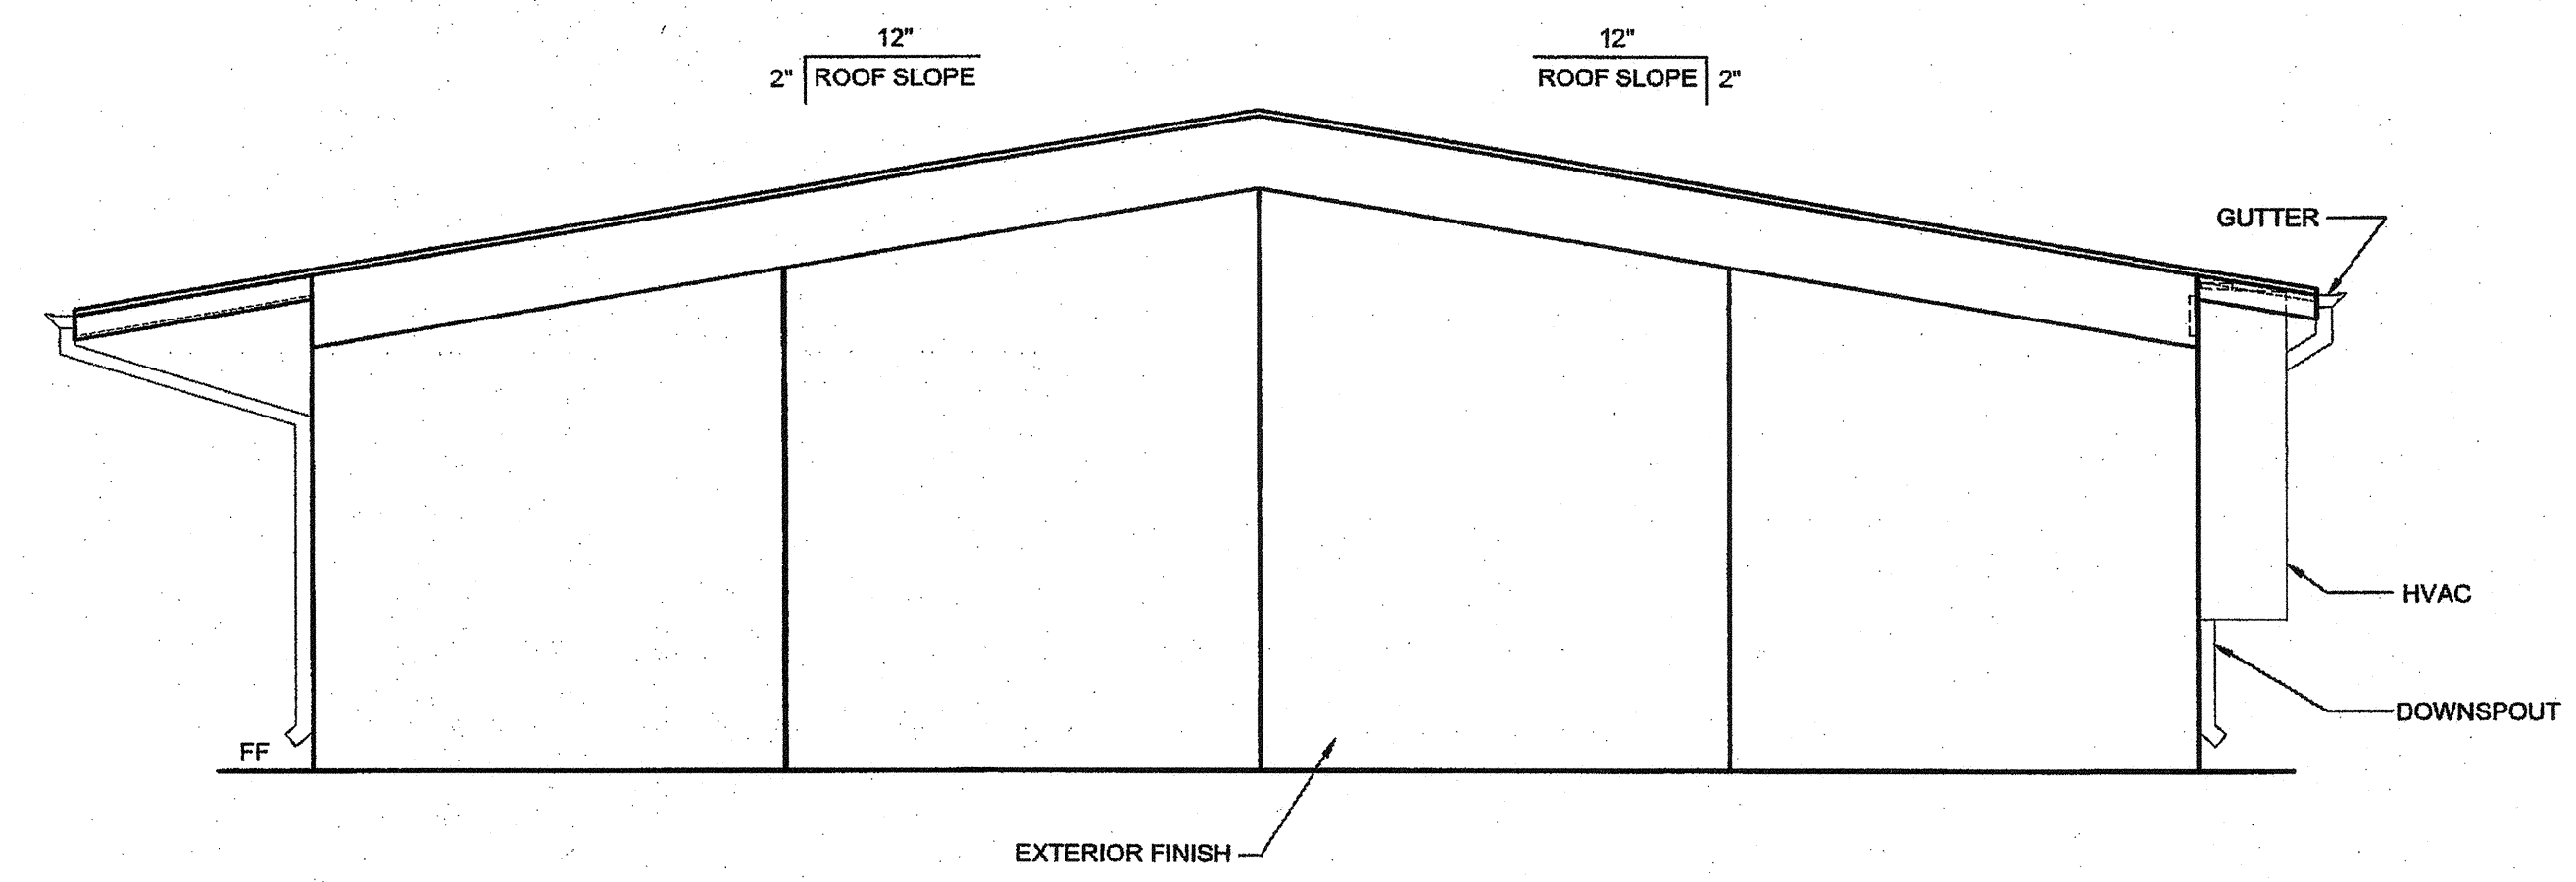 12"
2" ROOF SLOPE
12"
ROOF SLOPE 2"
GUTTER
HVAC
DOWNSPOUT
FF
EXTERIOR FINISH